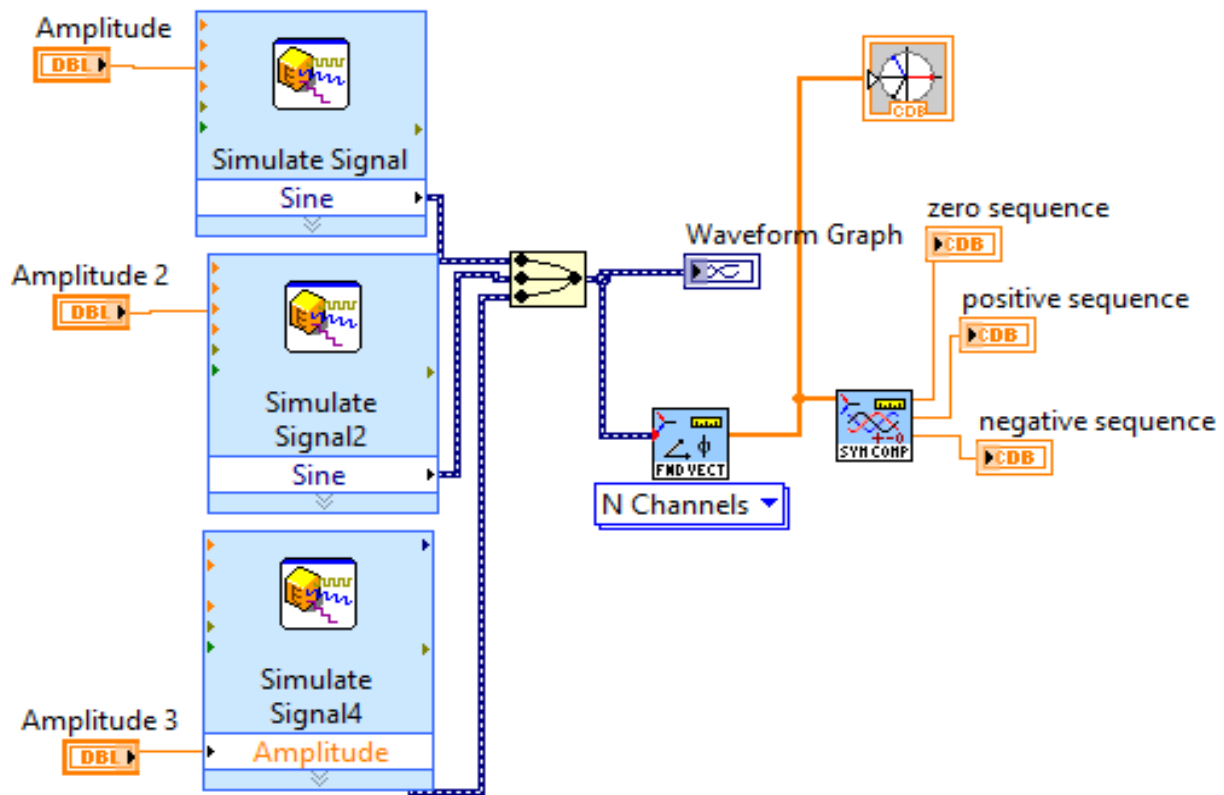 Amplitude
DBL
Simulate Signal
Sine
CDB
zero sequence
CDB
Waveform Graph
Amplitude 2
DBL
positive sequence
CDB
Simulate
Signal2
Sine
FND VECT
N Channels
SYM COMP
negative sequence
CDB
Simulate
Signal4
Amplitude 3
DBL
Amplitude